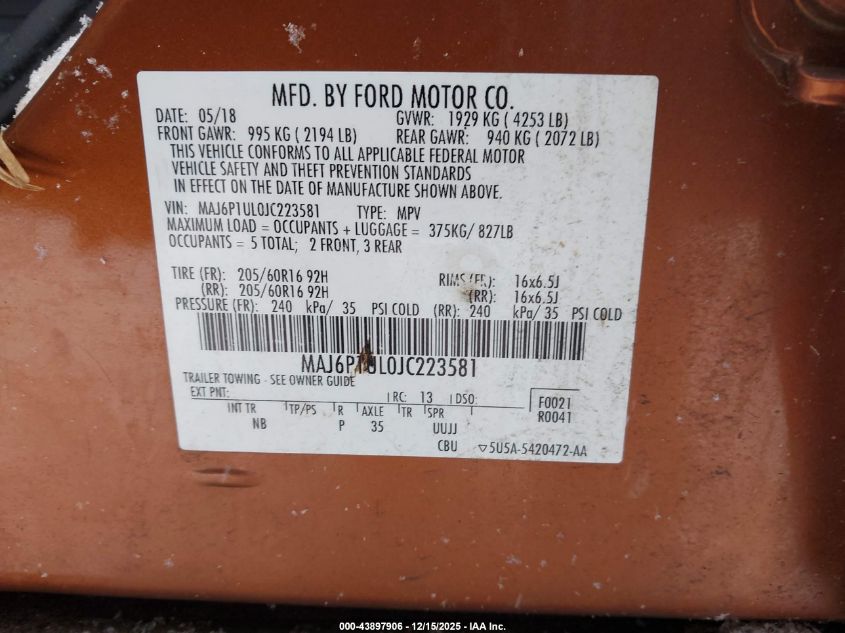 MFD. BY FORD MOTOR CO.
DATE: 05/18 GVWR: 1929 KG ( 4253 LB)
FRONT GAWR: 995 KG ( 2194 LB) REAR GAWR: 940 KG ( 2072 LB)
THIS VEHICLE CONFORMS TO ALL APPLICABLE FEDERAL MOTOR
VEHICLE SAFETY AND THEFT PREVENTION STANDARDS
IN EFFECT ON THE DATE OF MANUFACTURE SHOWN ABOVE.
VIN: MAJ6P1UL0JC223581 TYPE: MPV
MAXIMUM LOAD = OCCUPANTS + LUGGAGE = 375KG/ 827LB
OCCUPANTS = 5 TOTAL; 2 FRONT, 3 REAR
TIRE (FR): 205/60R16 92H RIMS (FR): 16x6.5J
(RR): 205/60R16 92H (RR): 16x6.5J
PRESSURE (FR): 240 kPa/ 35 PSI COLD (RR): 240 kPa/ 35 PSI COLD
MAJ6P1UL0JC223581
TRAILER TOWING - SEE OWNER GUIDE
EXT PNT: RC: 13 DSO: F0021
INT TR TP/PS R AXLE TR SPR R0041
NB P 35 UUJJ
CBU ▽5U5A-5420472-AA
000-43897906 - 12/15/2025 - IAA Inc.